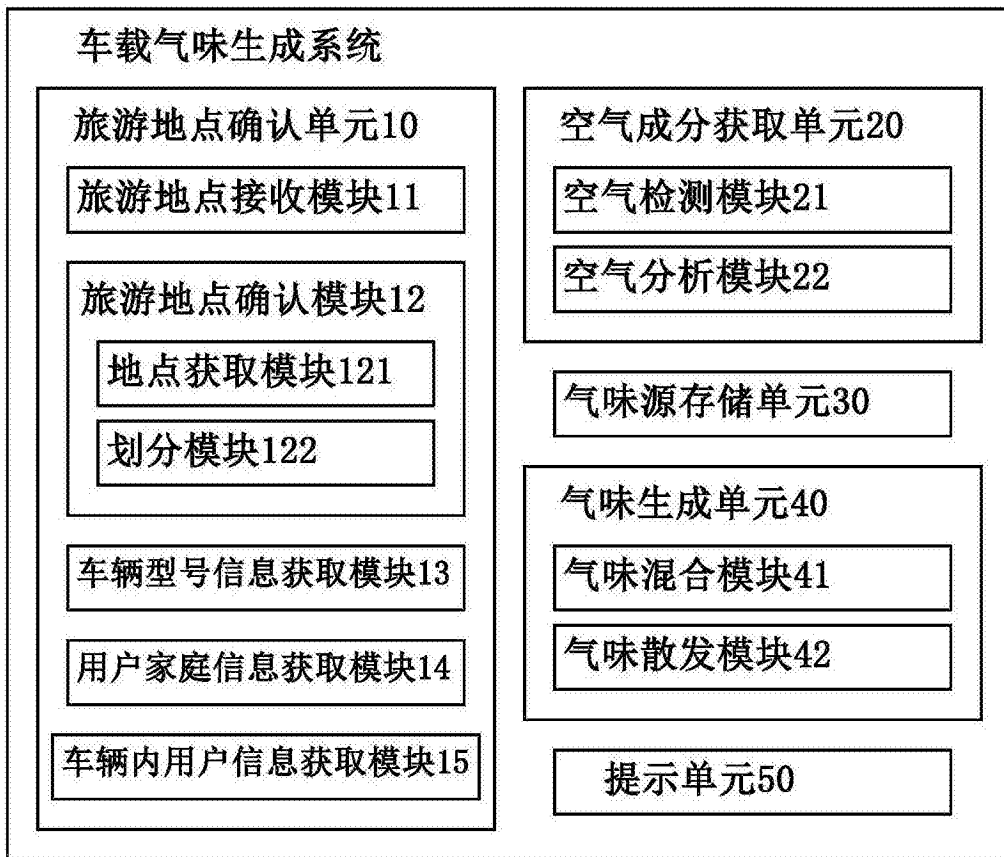 车载气味生成系统
旅游地点确认单元10
旅游地点接收模块11
旅游地点确认模块12
地点获取模块121
划分模块122
车辆型号信息获取模块13
用户家庭信息获取模块14
车辆内用户信息获取模块15
空气成分获取单元20
空气检测模块21
空气分析模块22
气味源存储单元30
气味生成单元40
气味混合模块41
气味散发模块42
提示单元50